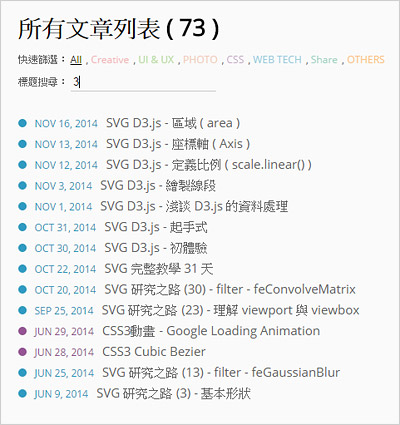 所有文章列表 ( 73 )
快速篩選： All , Creative , UI & UX , PHOTO , CSS , WEB TECH , Share , OTHERS
標題搜尋： 3
NOV 16, 2014 SVG D3.js - 區域 ( area )
NOV 13, 2014 SVG D3.js - 座標軸 ( Axis )
NOV 12, 2014 SVG D3.js - 定義比例 ( scale.linear() )
NOV 3, 2014 SVG D3.js - 繪製線段
NOV 1, 2014 SVG D3.js - 淺談 D3.js 的資料處理
OCT 31, 2014 SVG D3.js - 起手式
OCT 30, 2014 SVG D3.js - 初體驗
OCT 22, 2014 SVG 完整教學 31 天
OCT 20, 2014 SVG 研究之路 (30) - filter - feConvolveMatrix
SEP 25, 2014 SVG 研究之路 (23) - 理解 viewport 與 viewbox
JUN 29, 2014 CSS3動畫 - Google Loading Animation
JUN 28, 2014 CSS3 Cubic Bezier
JUN 25, 2014 SVG 研究之路 (13) - filter - feGaussianBlur
JUN 9, 2014 SVG 研究之路 (3) - 基本形狀